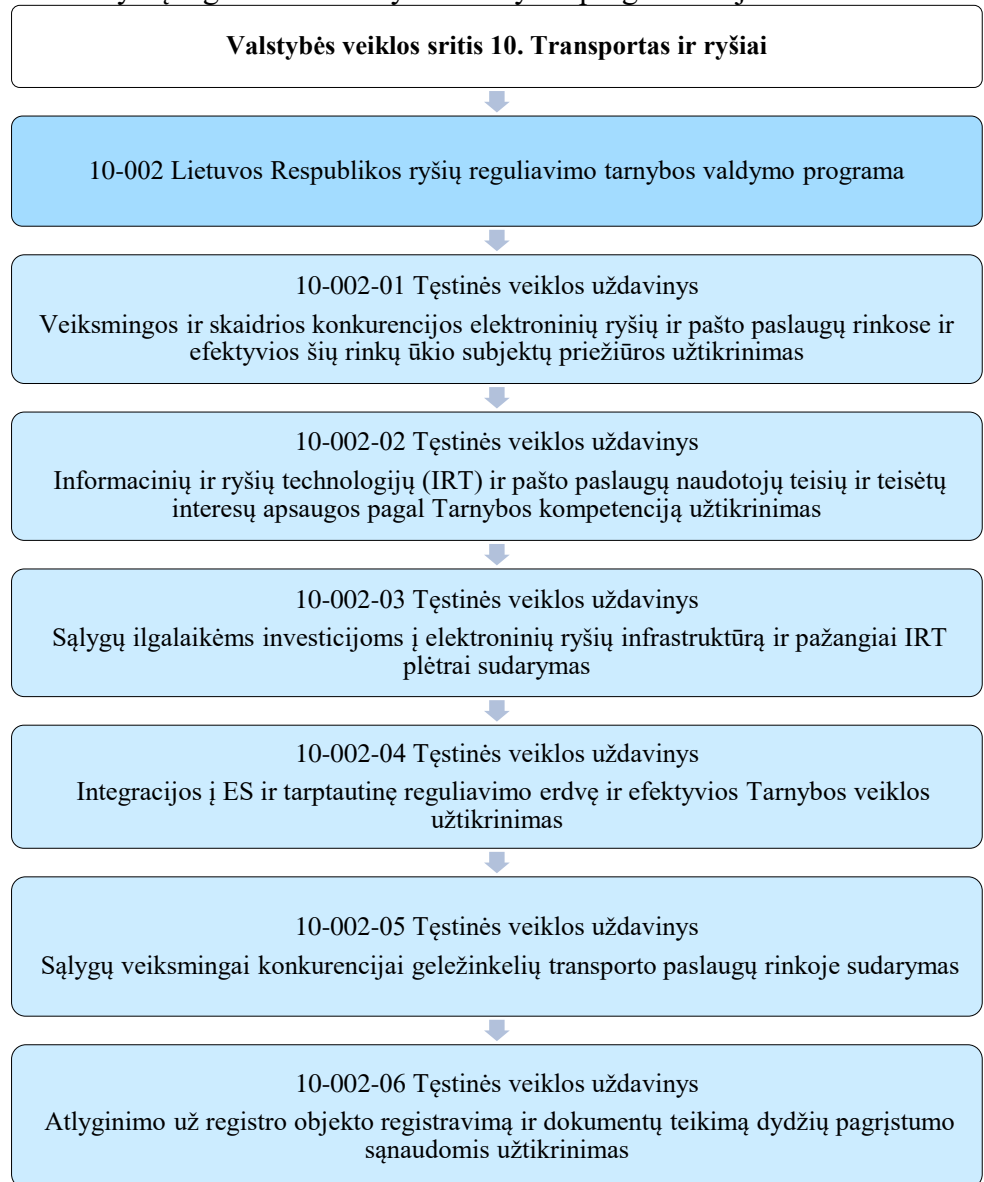 Valstybės veiklos sritis 10. Transportas ir ryšiai
10-002 Lietuvos Respublikos ryšių reguliavimo tarnybos valdymo programa
10-002-01 Tęstinės veiklos uždavinys
Veiksmingos ir skaidrios konkurencijos elektroninių ryšių ir pašto paslaugų rinkose ir
efektyvios šių rinkų ūkio subjektų priežiūros užtikrinimas
10-002-02 Tęstinės veiklos uždavinys
Informacinių ir ryšių technologijų (IRT) ir pašto paslaugų naudotojų teisių ir teisėtų
interesų apsaugos pagal Tarnybos kompetenciją užtikrinimas
10-002-03 Tęstinės veiklos uždavinys
Sąlygų ilgalaikėms investicijoms į elektroninių ryšių infrastruktūrą ir pažangiai IRT
plėtrai sudarymas
10-002-04 Tęstinės veiklos uždavinys
Integracijos į ES ir tarptautinę reguliavimo erdvę ir efektyvios Tarnybos veiklos
užtikrinimas
10-002-05 Tęstinės veiklos uždavinys
Sąlygų veiksmingai konkurencijai geležinkelių transporto paslaugų rinkoje sudarymas
10-002-06 Tęstinės veiklos uždavinys
Atlyginimo už registro objekto registravimą ir dokumentų teikimą dydžių pagrįstumo
sąnaudomis užtikrinimas